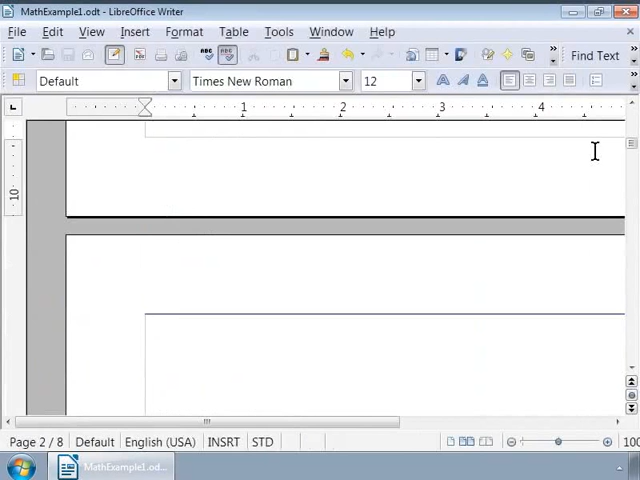 MathExample1.odt - LibreOffice Writer
File Edit View Insert Format Table Tools Window Help
Find Text
Default Times New Roman 12
1 2 3 4
10
Page 2 / 8 Default English (USA) INSRT STD 100
MathExample1.od...